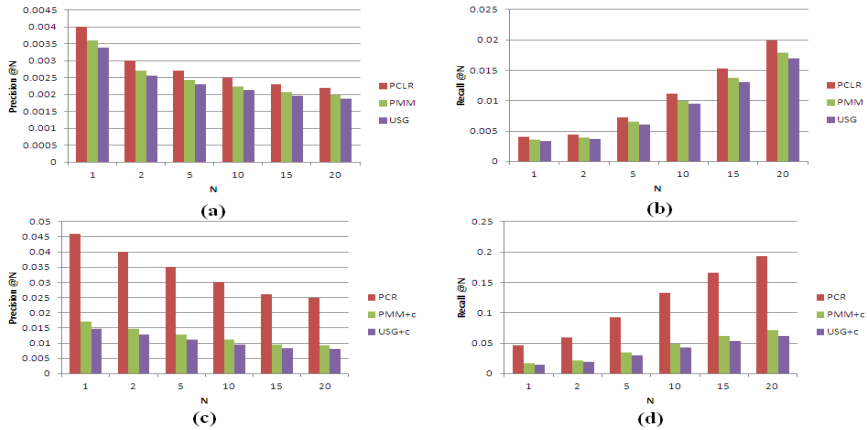 0.0045
0.004
0.0035
0.003
0.0025
0.002
0.0015
0.001
0.0005
0
Precision @N
1 2 5 10 15 20
N
PCLR
PMM
USG
(a)
0.025
0.02
0.015
0.01
0.005
0
Recall @N
1 2 5 10 15 20
N
PCLR
PMM
USG
(b)
0.05
0.045
0.04
0.035
0.03
0.025
0.02
0.015
0.01
0.005
0
Precision @N
1 2 5 10 15 20
N
PCR
PMM+c
USG+c
(c)
0.25
0.2
0.15
0.1
0.05
0
Recall @N
1 2 5 10 15 20
N
PCR
PMM+c
USG+c
(d)